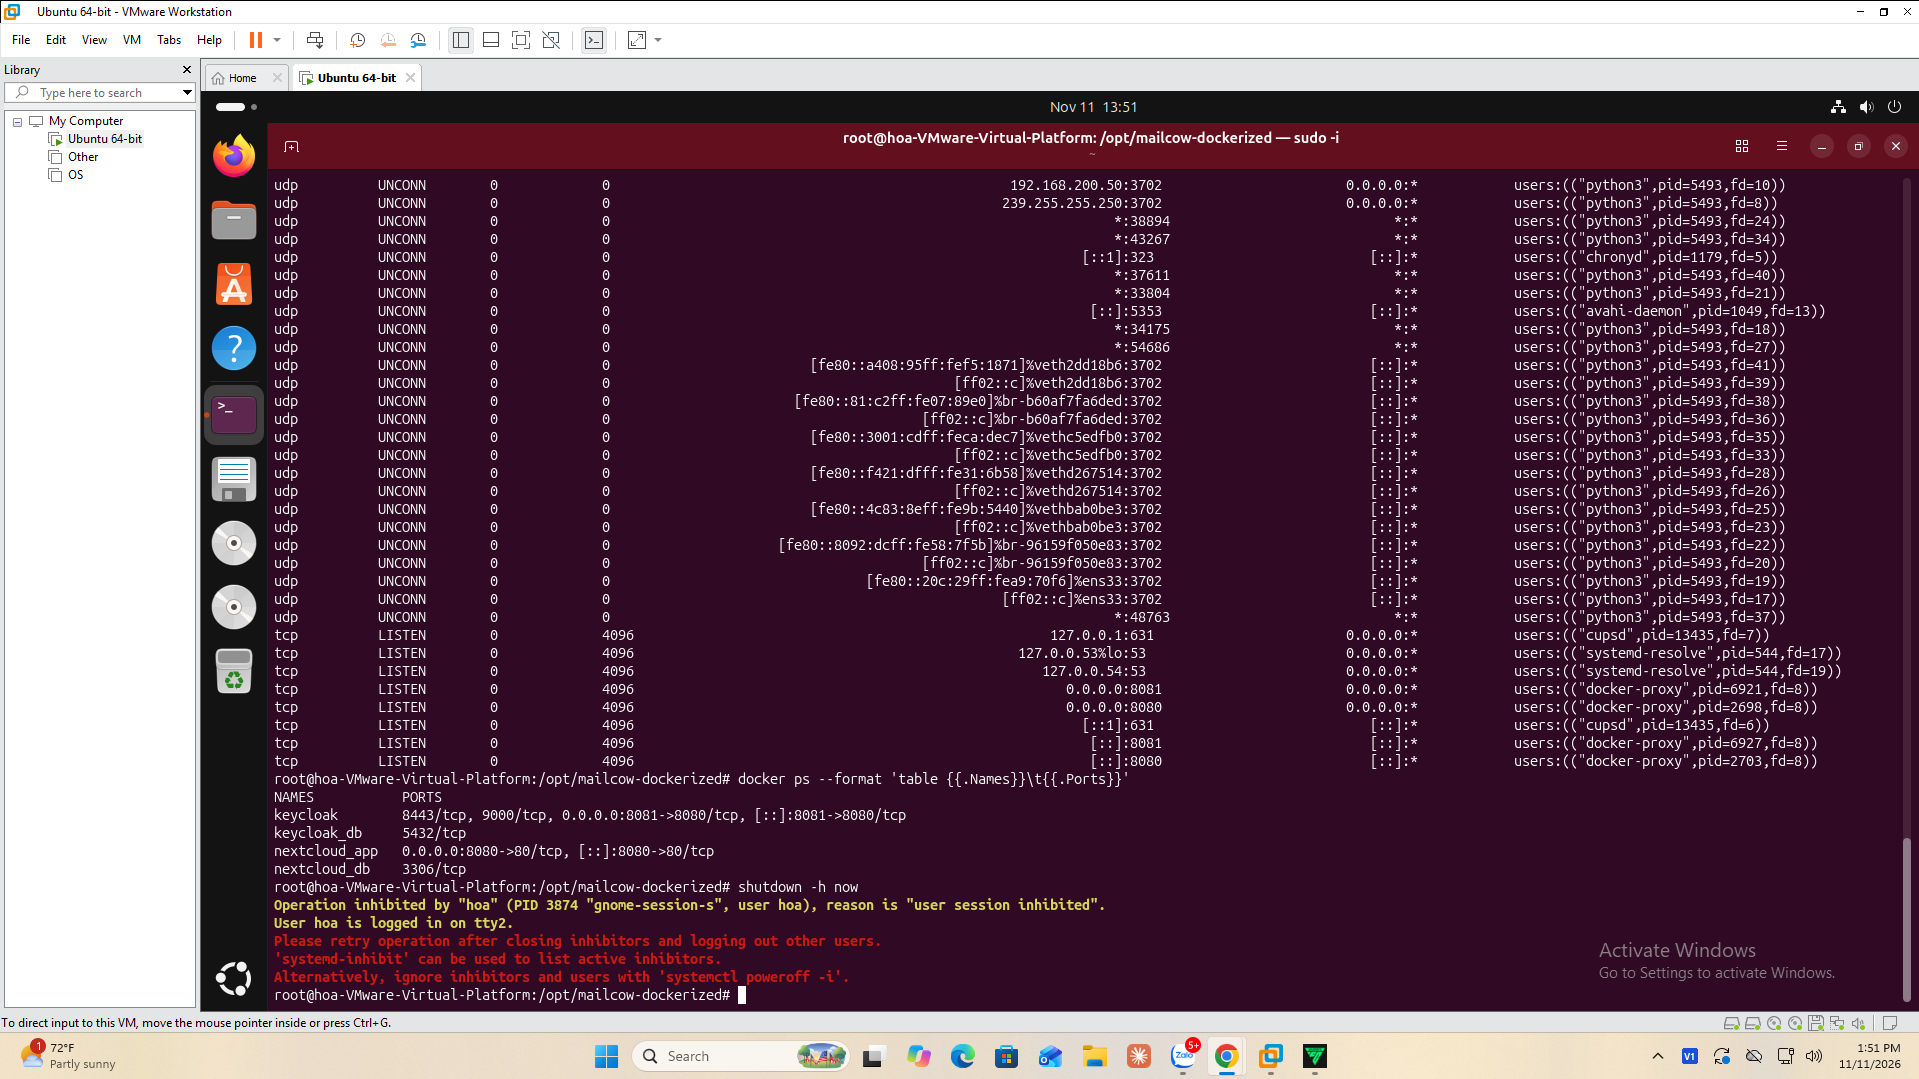 Ubuntu 64-bit - VMware Workstation
File Edit View VM Tabs Help
Library
Type here to search
My Computer
Ubuntu 64-bit
Other
OS
Home
Ubuntu 64-bit
Nov 11 13:51
root@hoa-VMware-Virtual-Platform: /opt/mailcow-dockerized — sudo -i
~
udp UNCONN 0 0 192.168.200.50:3702 0.0.0.0:* users:(("python3",pid=5493,fd=10))
udp UNCONN 0 0 239.255.255.250:3702 0.0.0.0:* users:(("python3",pid=5493,fd=8))
udp UNCONN 0 0 *:38894 *:* users:(("python3",pid=5493,fd=24))
udp UNCONN 0 0 *:43267 *:* users:(("python3",pid=5493,fd=34))
udp UNCONN 0 0 [::1]:323 [::]:* users:(("chronyd",pid=1179,fd=5))
udp UNCONN 0 0 *:37611 *:* users:(("python3",pid=5493,fd=40))
udp UNCONN 0 0 *:33804 *:* users:(("python3",pid=5493,fd=21))
udp UNCONN 0 0 [::]:5353 [::]:* users:(("avahi-daemon",pid=1049,fd=13))
udp UNCONN 0 0 *:34175 *:* users:(("python3",pid=5493,fd=18))
udp UNCONN 0 0 *:54686 *:* users:(("python3",pid=5493,fd=27))
udp UNCONN 0 0 [fe80::a408:95ff:fef5:1871]%veth2dd18b6:3702 [::]:* users:(("python3",pid=5493,fd=41))
udp UNCONN 0 0 [ff02::c]%veth2dd18b6:3702 [::]:* users:(("python3",pid=5493,fd=39))
udp UNCONN 0 0 [fe80::81:c2ff:fe07:89e0]%br-b60af7fa6ded:3702 [::]:* users:(("python3",pid=5493,fd=38))
udp UNCONN 0 0 [ff02::c]%br-b60af7fa6ded:3702 [::]:* users:(("python3",pid=5493,fd=36))
udp UNCONN 0 0 [fe80::3001:cdff:feca:dec7]%vethc5edfb0:3702 [::]:* users:(("python3",pid=5493,fd=35))
udp UNCONN 0 0 [ff02::c]%vethc5edfb0:3702 [::]:* users:(("python3",pid=5493,fd=33))
udp UNCONN 0 0 [fe80::f421:dfff:fe31:6b58]%vethd267514:3702 [::]:* users:(("python3",pid=5493,fd=28))
udp UNCONN 0 0 [ff02::c]%vethd267514:3702 [::]:* users:(("python3",pid=5493,fd=26))
udp UNCONN 0 0 [fe80::4c83:8eff:fe9b:5440]%vethbab0be3:3702 [::]:* users:(("python3",pid=5493,fd=25))
udp UNCONN 0 0 [ff02::c]%vethbab0be3:3702 [::]:* users:(("python3",pid=5493,fd=23))
udp UNCONN 0 0 [fe80::8092:dcff:fe58:7f5b]%br-96159f050e83:3702 [::]:* users:(("python3",pid=5493,fd=22))
udp UNCONN 0 0 [ff02::c]%br-96159f050e83:3702 [::]:* users:(("python3",pid=5493,fd=20))
udp UNCONN 0 0 [fe80::20c:29ff:fea9:70f6]%ens33:3702 [::]:* users:(("python3",pid=5493,fd=19))
udp UNCONN 0 0 [ff02::c]%ens33:3702 [::]:* users:(("python3",pid=5493,fd=17))
udp UNCONN 0 0 *:48763 *:* users:(("python3",pid=5493,fd=37))
tcp LISTEN 0 4096 127.0.0.1:631 0.0.0.0:* users:(("cupsd",pid=13435,fd=7))
tcp LISTEN 0 4096 127.0.0.53%lo:53 0.0.0.0:* users:(("systemd-resolve",pid=544,fd=17))
tcp LISTEN 0 4096 127.0.0.54:53 0.0.0.0:* users:(("systemd-resolve",pid=544,fd=19))
tcp LISTEN 0 4096 0.0.0.0:8081 0.0.0.0:* users:(("docker-proxy",pid=6921,fd=8))
tcp LISTEN 0 4096 0.0.0.0:8080 0.0.0.0:* users:(("docker-proxy",pid=2698,fd=8))
tcp LISTEN 0 4096 [::1]:631 [::]:* users:(("cupsd",pid=13435,fd=6))
tcp LISTEN 0 4096 [::]:8081 [::]:* users:(("docker-proxy",pid=6927,fd=8))
tcp LISTEN 0 4096 [::]:8080 [::]:* users:(("docker-proxy",pid=2703,fd=8))
root@hoa-VMware-Virtual-Platform:/opt/mailcow-dockerized# docker ps --format 'table {{.Names}}\t{{.Ports}}'
NAMES PORTS
keycloak 8443/tcp, 9000/tcp, 0.0.0.0:8081->8080/tcp, [::]:8081->8080/tcp
keycloak_db 5432/tcp
nextcloud_app 0.0.0.0:8080->80/tcp, [::]:8080->80/tcp
nextcloud_db 3306/tcp
root@hoa-VMware-Virtual-Platform:/opt/mailcow-dockerized# shutdown -h now
Operation inhibited by "hoa" (PID 3874 "gnome-session-s", user hoa), reason is "user session inhibited".
User hoa is logged in on tty2.
Please retry operation after closing inhibitors and logging out other users.
'systemd-inhibit' can be used to list active inhibitors.
Alternatively, ignore inhibitors and users with 'systemctl poweroff -i'.
root@hoa-VMware-Virtual-Platform:/opt/mailcow-dockerized#
Activate Windows
Go to Settings to activate Windows.
To direct input to this VM, move the mouse pointer inside or press Ctrl+G.
1
72°F
Partly sunny
Search
Zalo
5+
V1
1:51 PM
11/11/2026